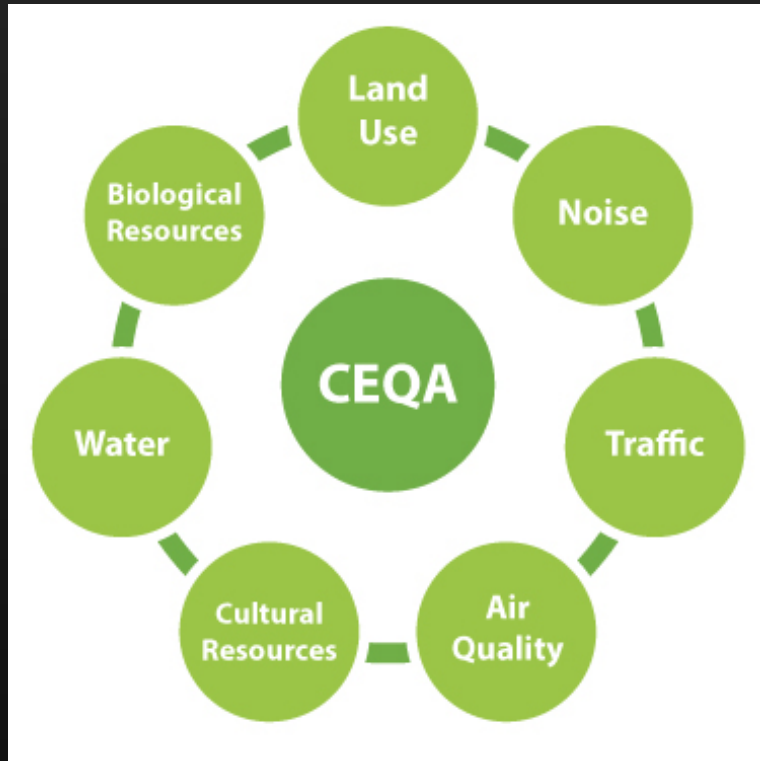 Land
Use
Noise
Traffic
Air
Quality
Cultural
Resources
Water
Biological
Resources
CEQA